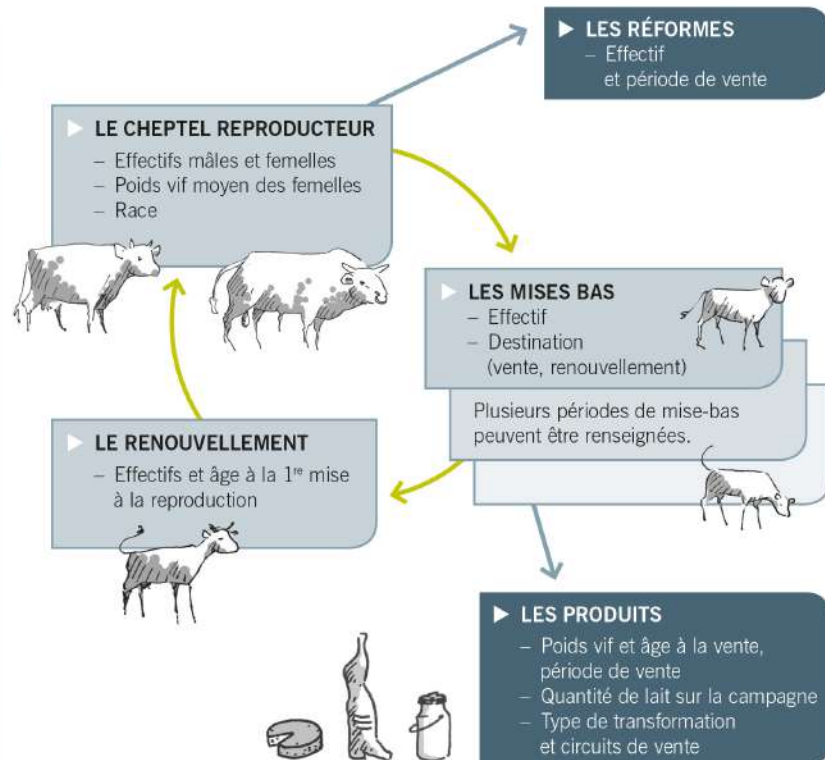 ▶ LES RÉFORMES
– Effectif
et période de vente
▶ LE CHEPTEL REPRODUCTEUR
– Effectifs mâles et femelles
– Poids vif moyen des femelles
– Race
▶ LES MISES BAS
– Effectif
– Destination
(vente, renouvellement)
Plusieurs périodes de mise-bas
peuvent être renseignées.
▶ LE RENOUVELLEMENT
– Effectifs et âge à la 1re mise
à la reproduction
▶ LES PRODUITS
– Poids vif et âge à la vente,
période de vente
– Quantité de lait sur la campagne
– Type de transformation
et circuits de vente